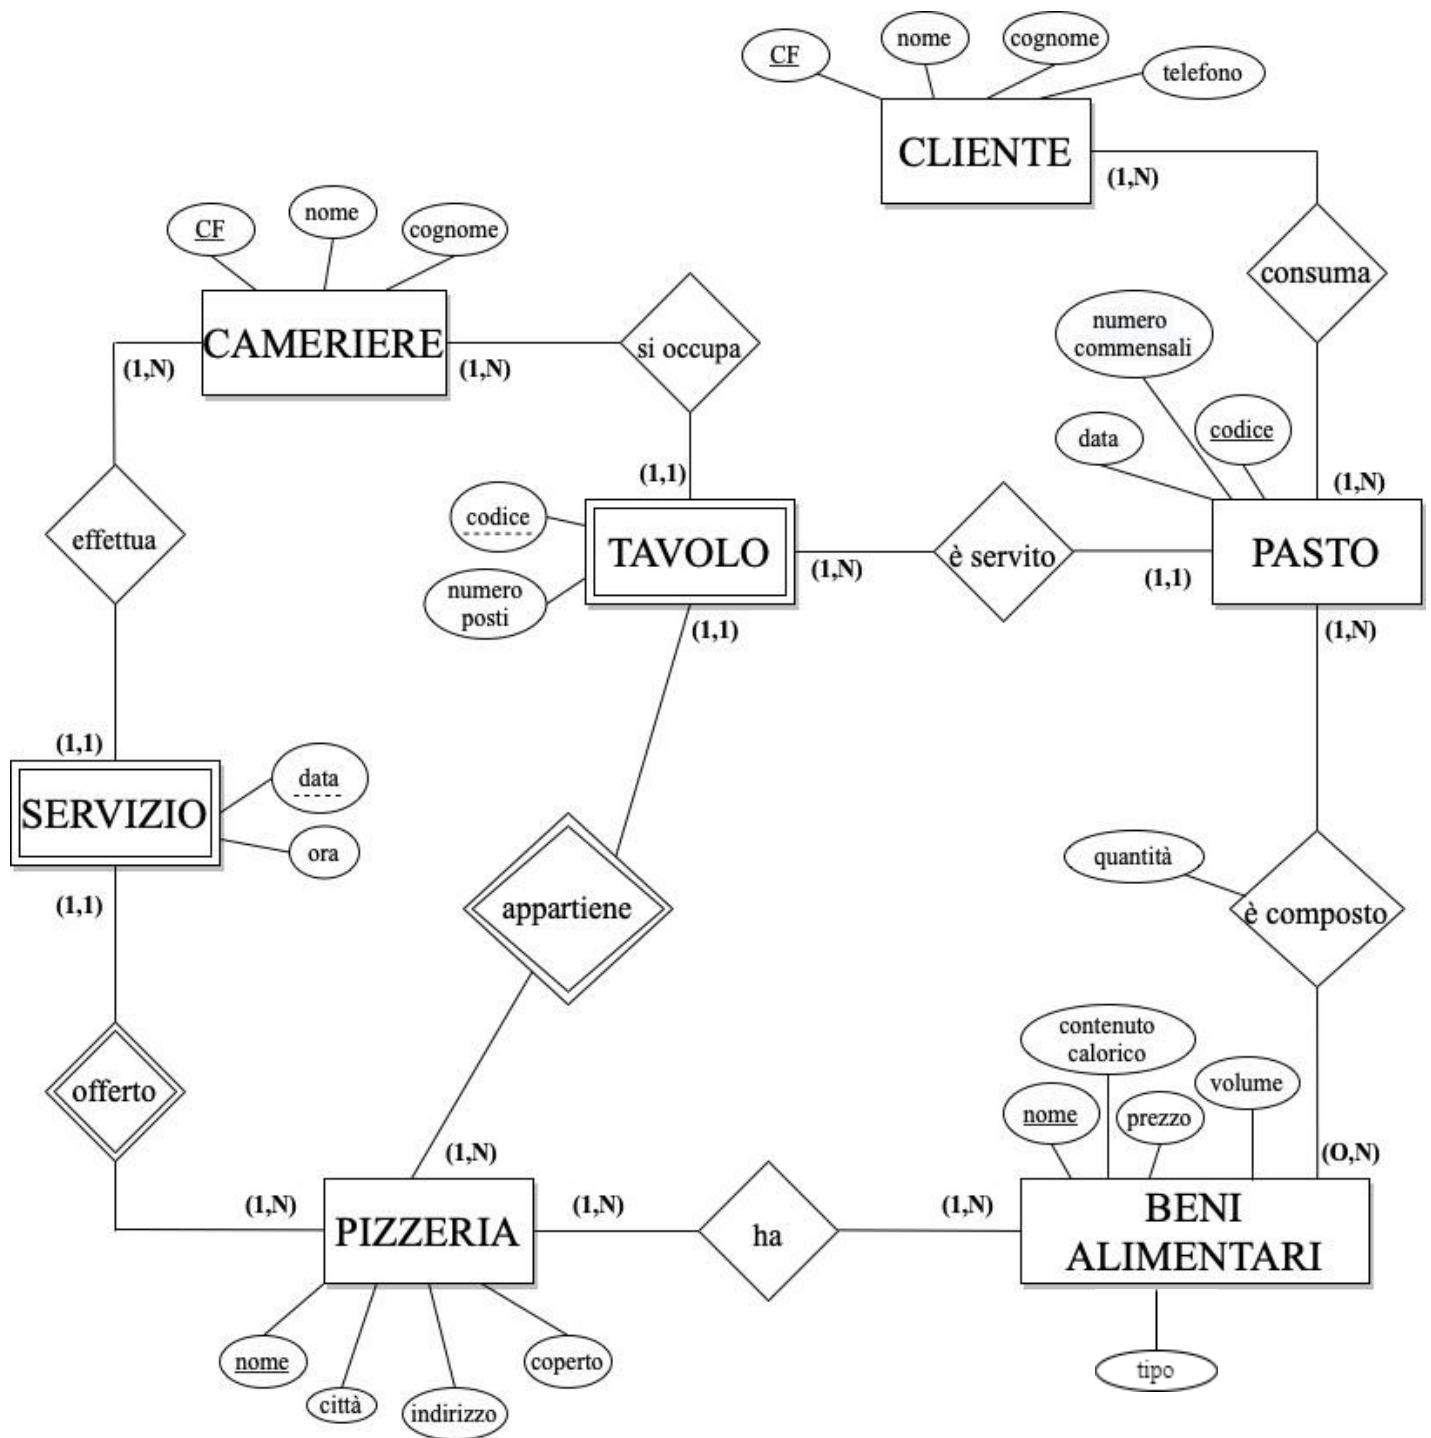 CF
nome
cognome
telefono
CLIENTE
(1,N)
consuma
CF
nome
cognome
CAMERIERE
(1,N)
(1,N)
si occupa
numero
commensali
data
codice
(1,1)
(1,N)
codice
numero
posti
TAVOLO
(1,N)
è servito
(1,1)
PASTO
effettua
(1,1)
(1,N)
(1,1)
SERVIZIO
data
ora
(1,1)
appartiene
quantità
è composto
offerto
contenuto
calorico
nome
prezzo
volume
(1,N)
(O,N)
(1,N)
PIZZERIA
(1,N)
ha
(1,N)
BENI
ALIMENTARI
nome
città
indirizzo
coperto
tipo